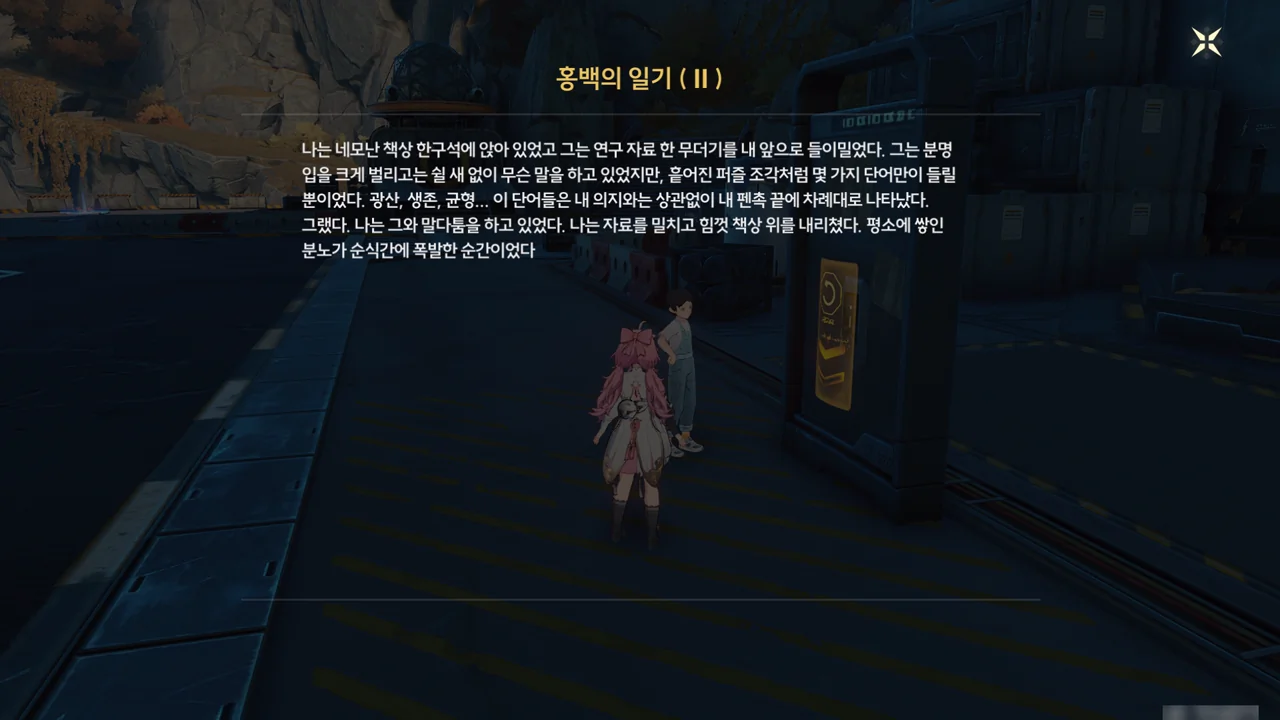 홍백의 일기 ( II )
나는 네모난 책상 한구석에 앉아 있었고 그는 연구 자료 한 무더기를 내 앞으로 들이밀었다. 그는 분명
입을 크게 벌리고는 쉴 새 없이 무슨 말을 하고 있었지만, 흩어진 퍼즐 조각처럼 몇 가지 단어만이 들릴
뿐이었다. 광산, 생존, 균형... 이 단어들은 내 의지와는 상관없이 내 펜촉 끝에 차례대로 나타났다.
그랬다. 나는 그와 말다툼을 하고 있었다. 나는 자료를 밀치고 힘껏 책상 위를 내리쳤다. 평소에 쌓인
분노가 순식간에 폭발한 순간이었다